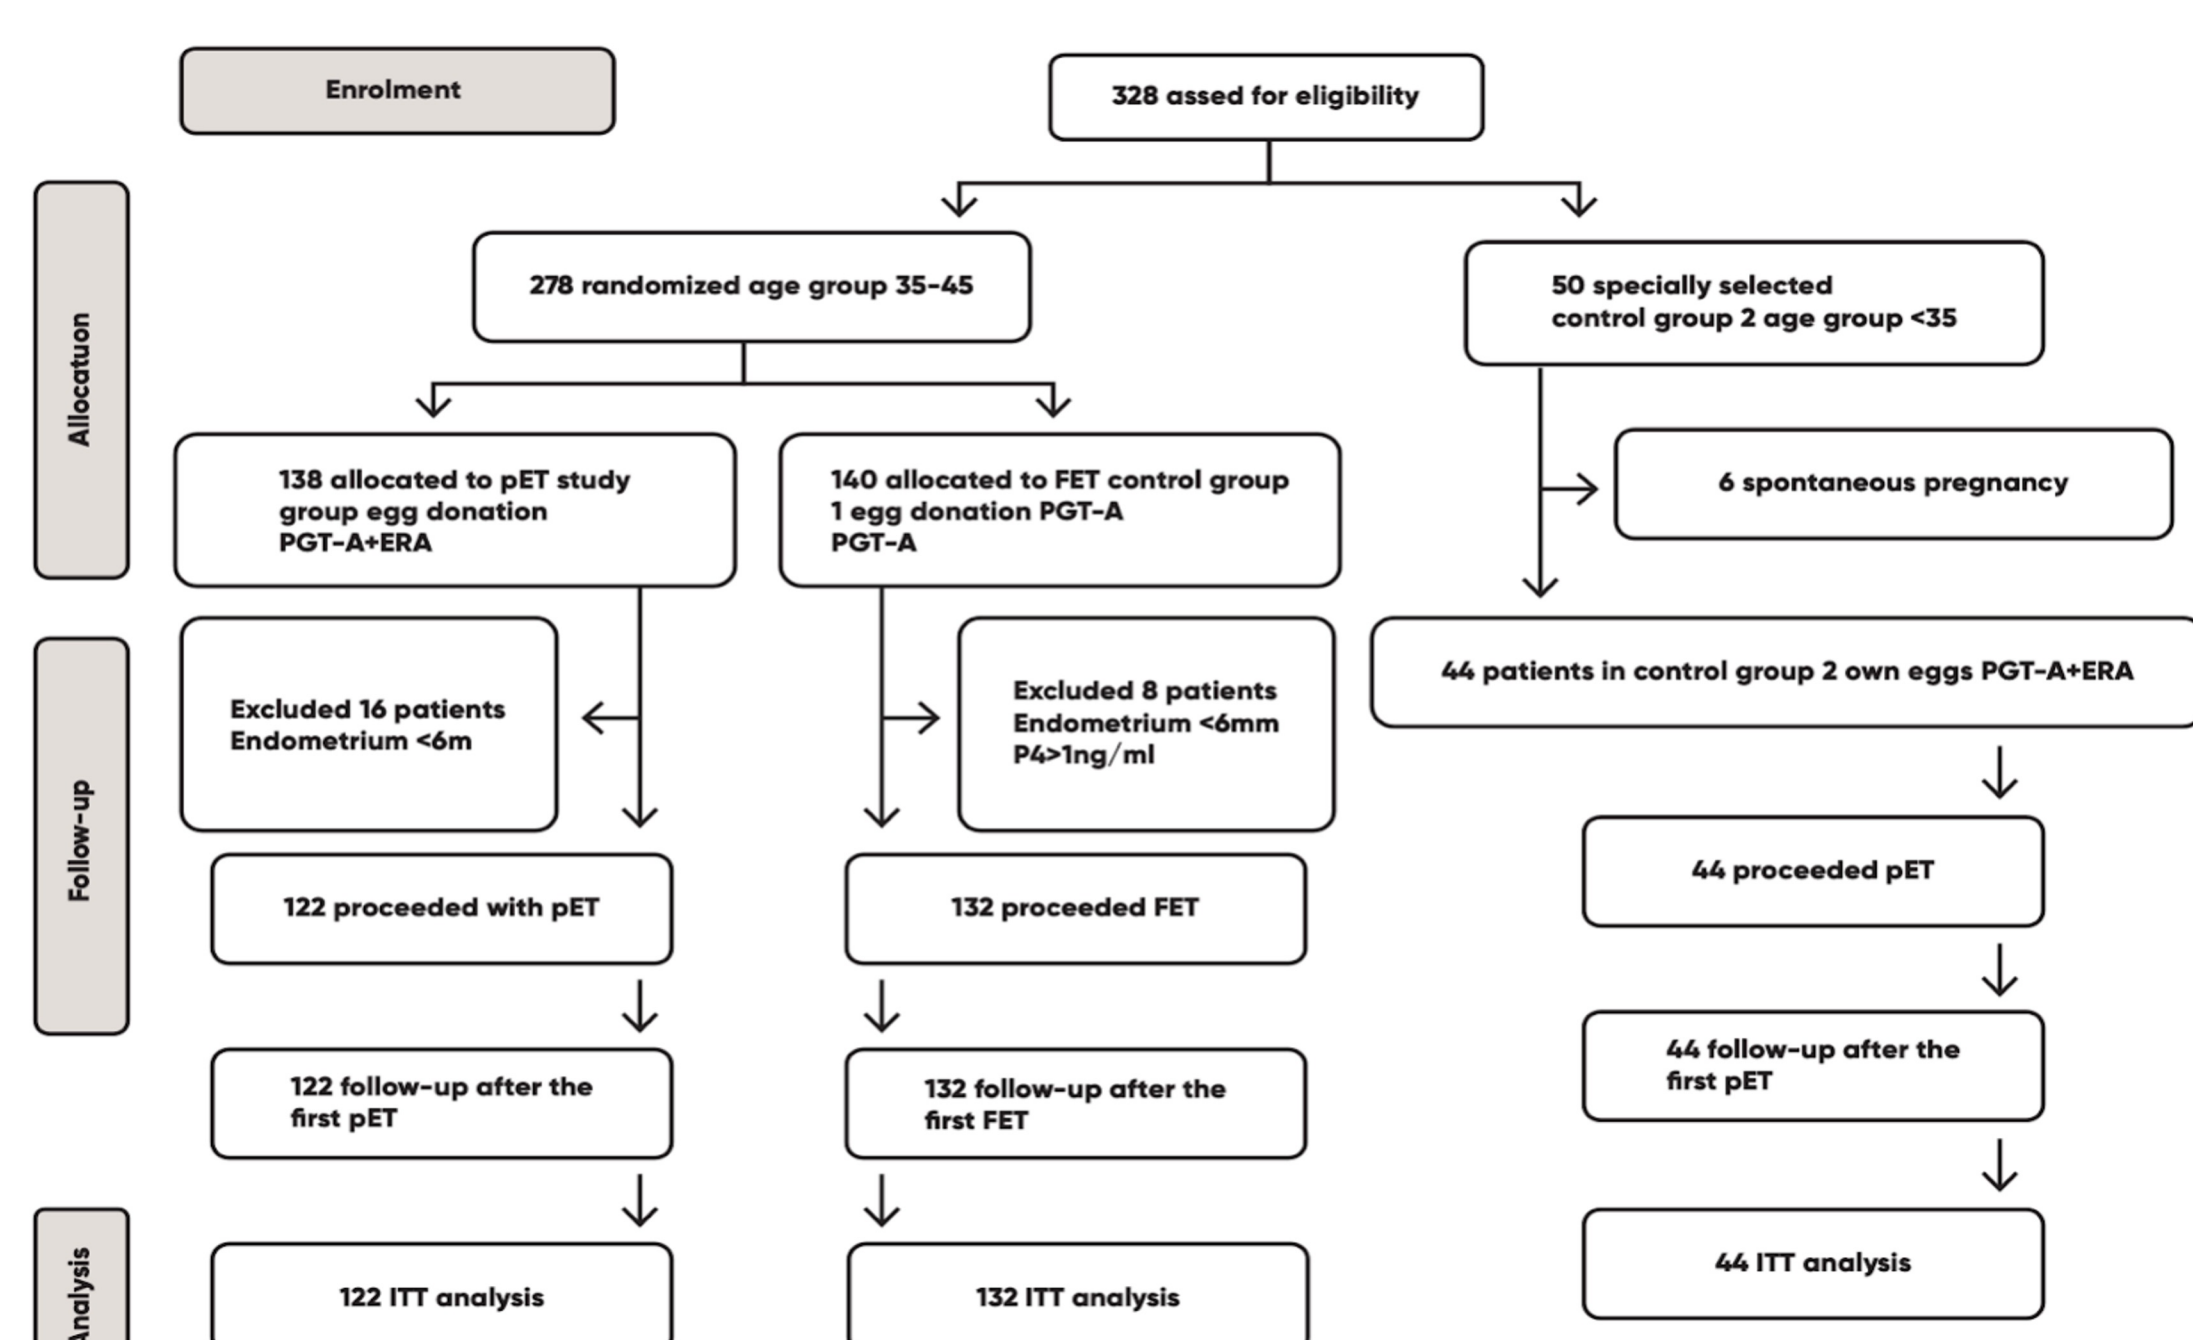 Enrolment
328 assed for eligibility
Allocatuon
278 randomized age group 35-45
50 specially selected
control group 2 age group <35
138 allocated to pET study
group egg donation
PGT-A+ERA
140 allocated to FET control group
1 egg donation PGT-A
PGT-A
6 spontaneous pregnancy
Follow-up
Excluded 16 patients
Endometrium <6m
Excluded 8 patients
Endometrium <6mm
P4>1ng/ml
44 patients in control group 2 own eggs PGT-A+ERA
122 proceeded with pET
132 proceeded FET
44 proceeded pET
122 follow-up after the
first pET
132 follow-up after the
first FET
44 follow-up after the
first pET
Analysis
122 ITT analysis
132 ITT analysis
44 ITT analysis